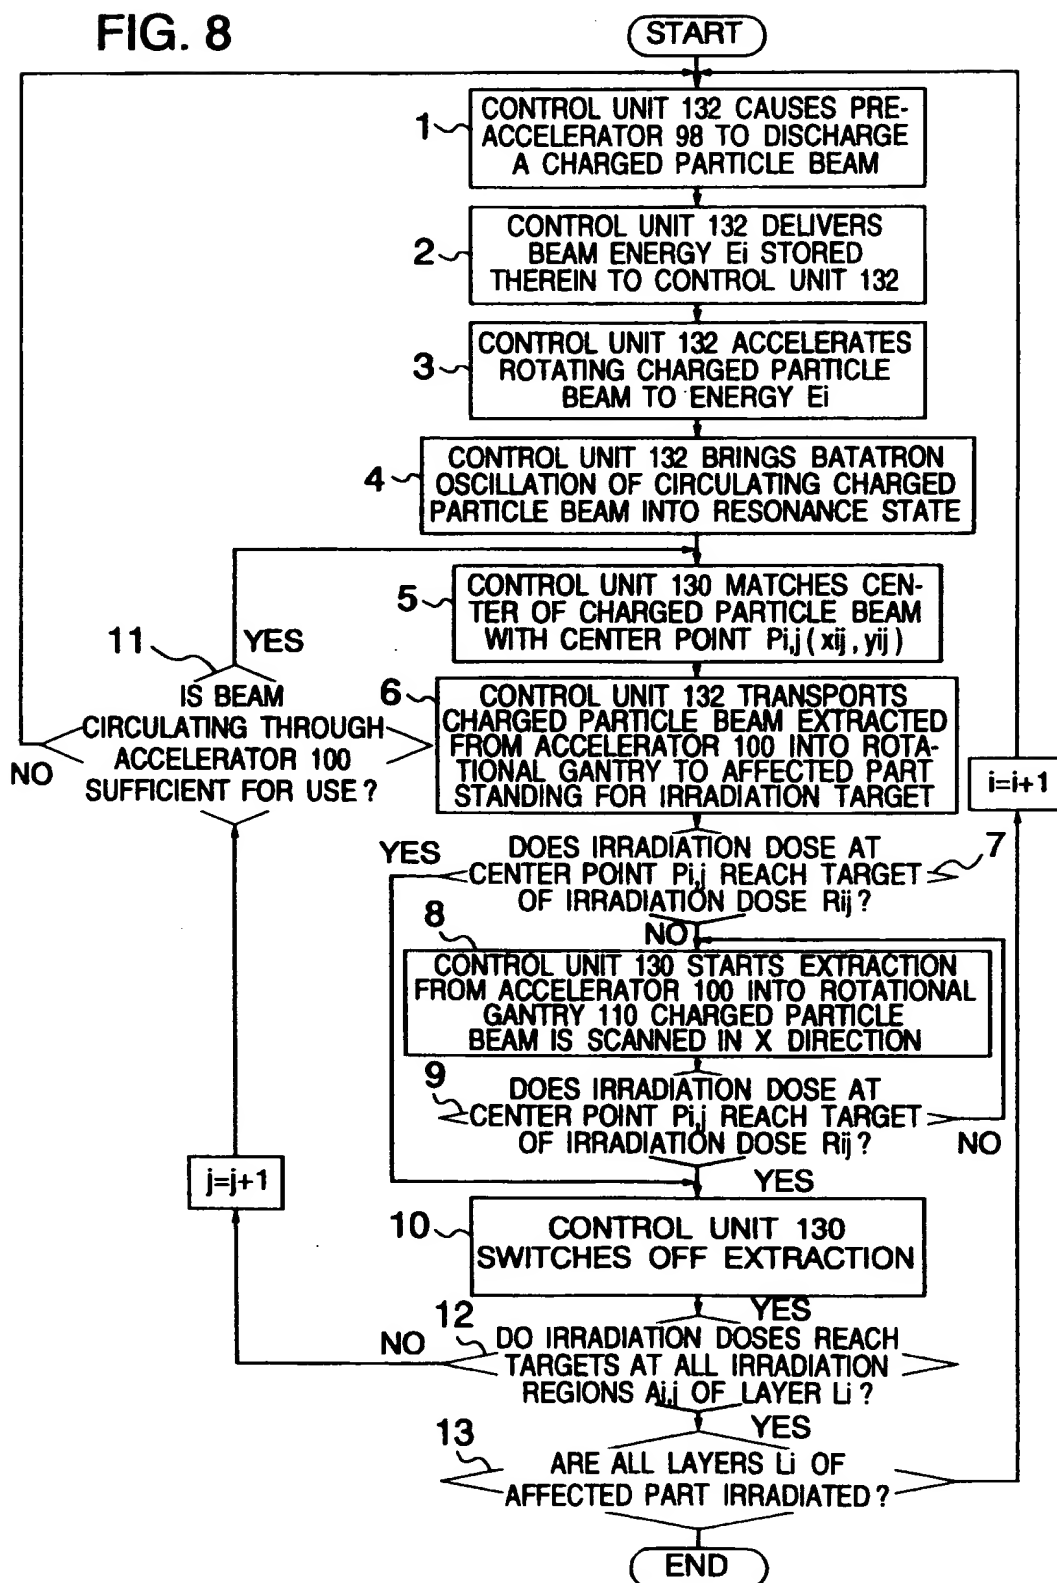 FIG. 8
START
1
CONTROL UNIT 132 CAUSES PRE-
ACCELERATOR 98 TO DISCHARGE
A CHARGED PARTICLE BEAM
2
CONTROL UNIT 132 DELIVERS
BEAM ENERGY Ei STORED
THEREIN TO CONTROL UNIT 132
3
CONTROL UNIT 132 ACCELERATES
ROTATING CHARGED PARTICLE
BEAM TO ENERGY Ei
4
CONTROL UNIT 132 BRINGS BATATRON
OSCILLATION OF CIRCULATING CHARGED
PARTICLE BEAM INTO RESONANCE STATE
5
CONTROL UNIT 130 MATCHES CEN-
TER OF CHARGED PARTICLE BEAM
WITH CENTER POINT Pi,j (xij, yij)
11
YES
IS BEAM
CIRCULATING THROUGH
ACCELERATOR 100
SUFFICIENT FOR USE?
NO
6
CONTROL UNIT 132 TRANSPORTS
CHARGED PARTICLE BEAM EXTRACTED
FROM ACCELERATOR 100 INTO ROTA-
TIONAL GANTRY TO AFFECTED PART
STANDING FOR IRRADIATION TARGET
i=i+1
YES
DOES IRRADIATION DOSE AT
CENTER POINT Pi,j REACH TARGET
OF IRRADIATION DOSE Rij?
7
NO
8
CONTROL UNIT 130 STARTS EXTRACTION
FROM ACCELERATOR 100 INTO ROTATIONAL
GANTRY 110 CHARGED PARTICLE
BEAM IS SCANNED IN X DIRECTION
9
DOES IRRADIATION DOSE AT
CENTER POINT Pi,j REACH TARGET
OF IRRADIATION DOSE Rij?
NO
YES
j=j+1
10
CONTROL UNIT 130
SWITCHES OFF EXTRACTION
YES
12
NO
DO IRRADIATION DOSES REACH
TARGETS AT ALL IRRADIATION
REGIONS Ai,j OF LAYER Li?
YES
13
ARE ALL LAYERS Li OF
AFFECTED PART IRRADIATED?
END